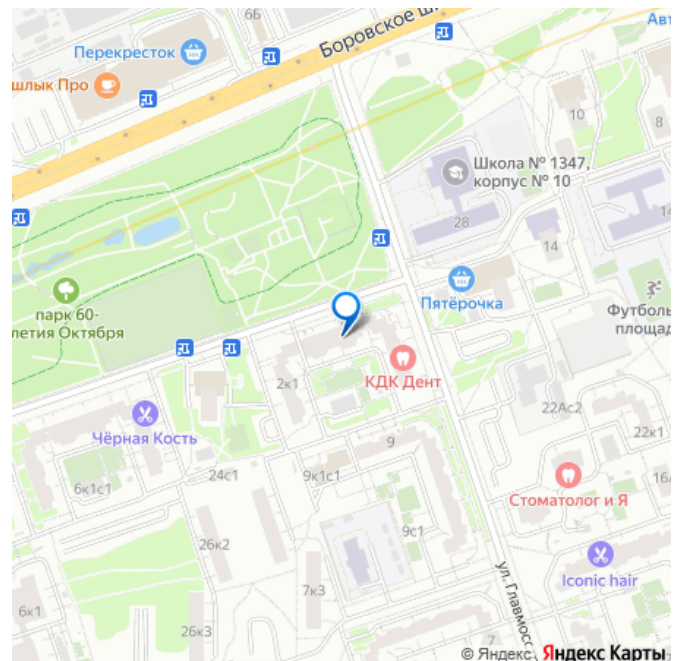 6Б
Перекресток
Боровское ш
Авт
шлык Про
10
8
Школа № 1347,
корпус № 10
28
14
14
Пятёрочка
парк 60-
летия Октября
Футболь
площад
2к1
КДК Дент
Чёрная Кость
22Ас2
22к1
9
6к1с1
24с1
9к1с1
16А
Стоматолог и Я
26к2
9с1
Iconic hair
7к3
ул. Главмосс
6к1
26к3
7
© Яндекс Яндекс Карты